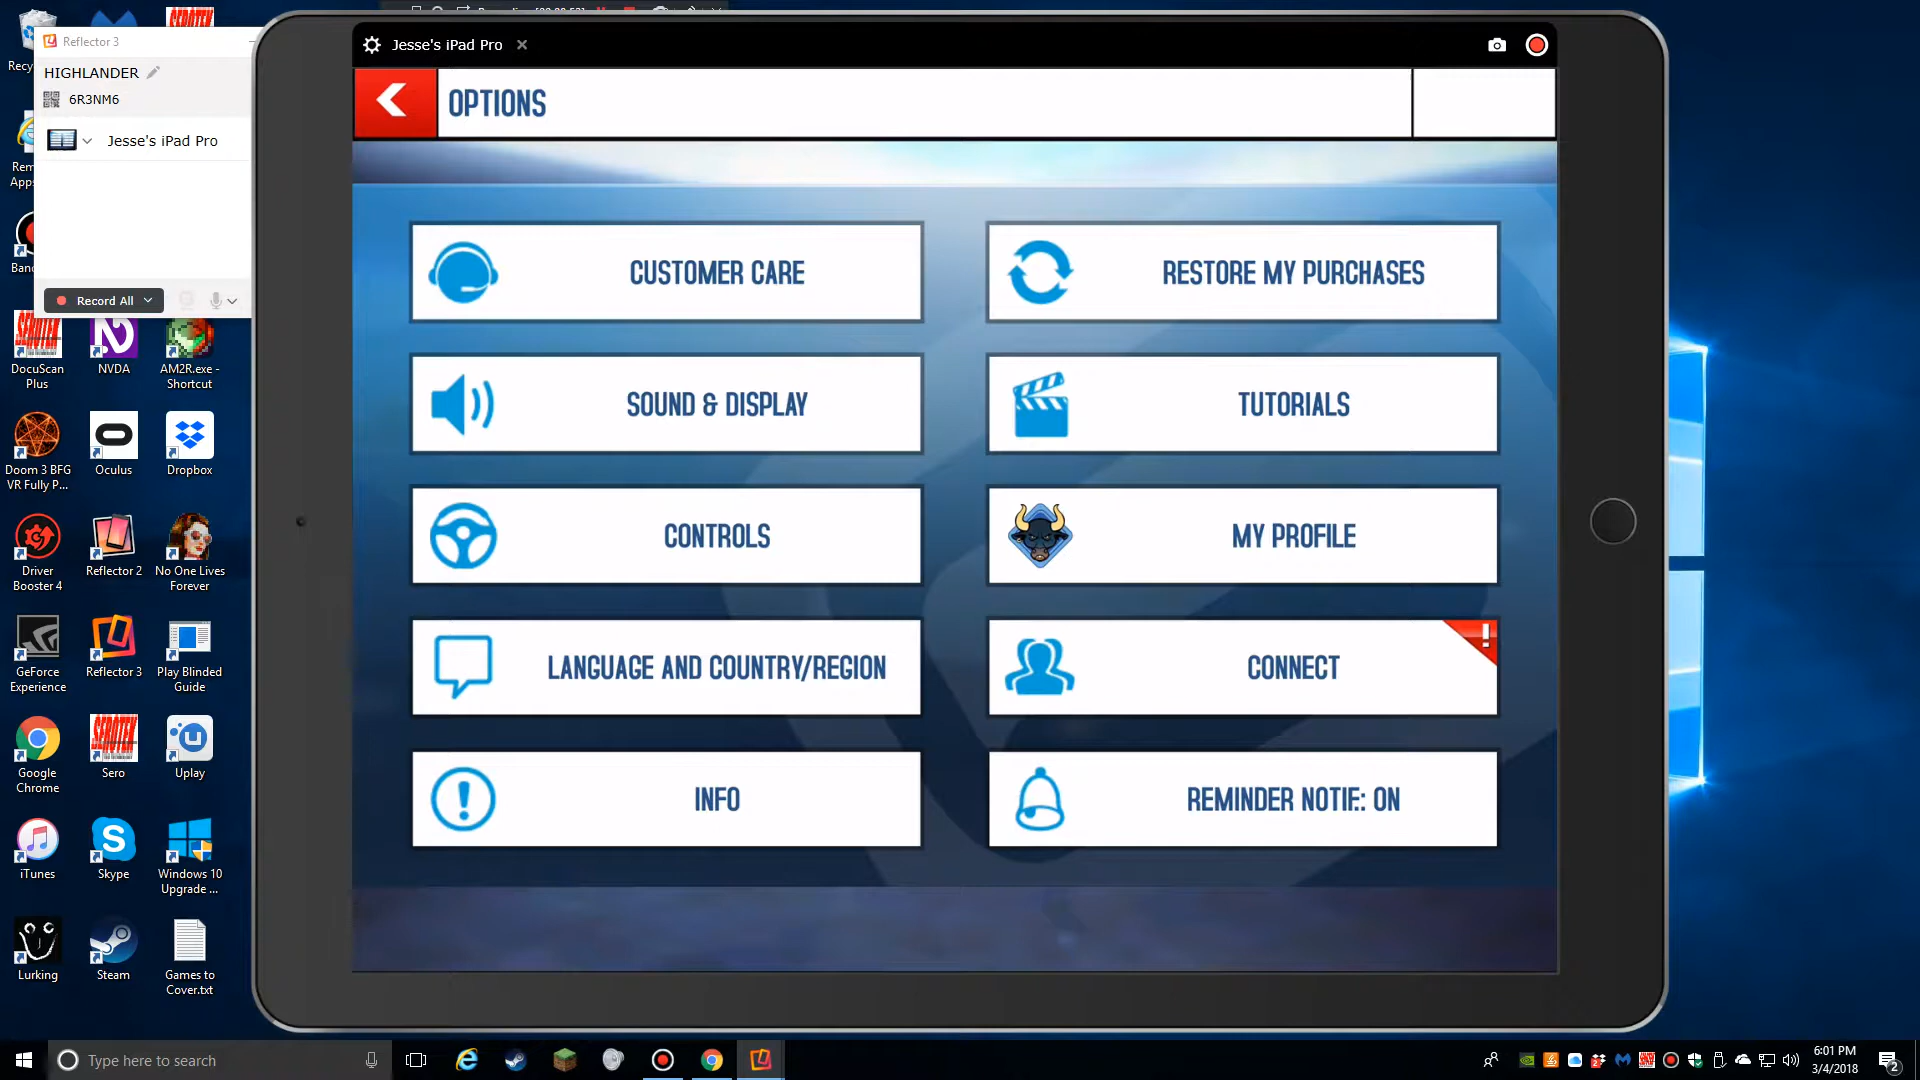 Reflector 3
HIGHLANDER
6R3NM6
Jesse's iPad Pro
Record All
Jesse's iPad Pro
OPTIONS
CUSTOMER CARE
RESTORE MY PURCHASES
SOUND & DISPLAY
TUTORIALS
CONTROLS
MY PROFILE
LANGUAGE AND COUNTRY/REGION
CONNECT
INFO
REMINDER NOTIF.: ON
SEROTEK
DocuScan
Plus
NVDA
AM2R.exe -
Shortcut
Doom 3 BFG
VR Fully P...
Oculus
Dropbox
Driver
Booster 4
Reflector 2
No One Lives
Forever
GeForce
Experience
Reflector 3
Play Blinded
Guide
Google
Chrome
SEROTEK
Sero
Uplay
iTunes
Skype
Windows 10
Upgrade ...
Lurking
Steam
Games to
Cover.txt
Type here to search
6:01 PM
3/4/2018
2